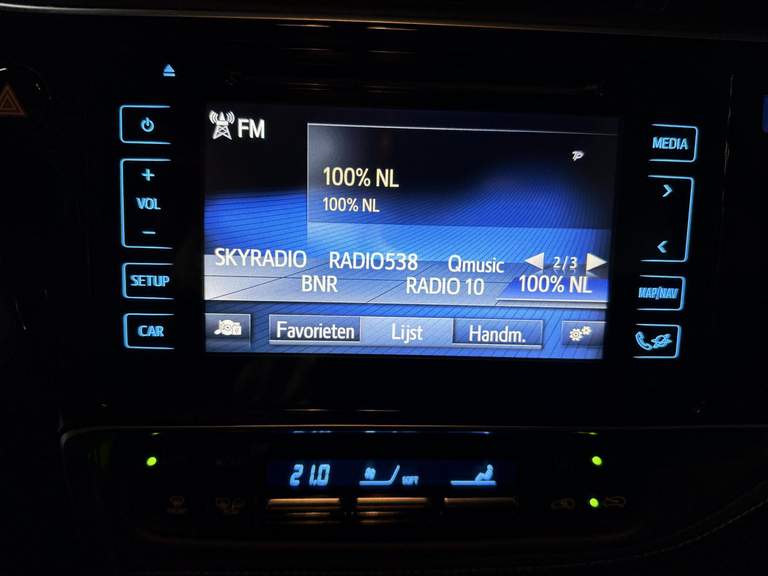 FM
MEDIA
100% NL
100% NL
+
VOL
−
SKYRADIO RADIO538 Qmusic 2/3
BNR RADIO 10 100% NL
SETUP
MAP/NAV
CAR
Favorieten Lijst Handm.
21.0